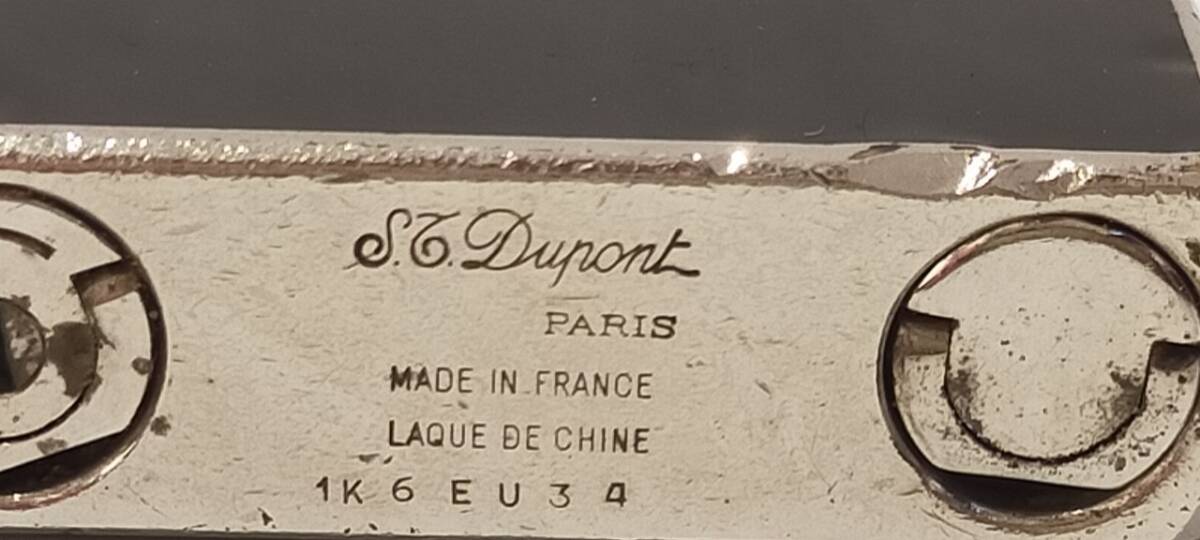 S.T. Dupont
PARIS
MADE IN FRANCE
LAQUE DE CHINE
1K6EU34